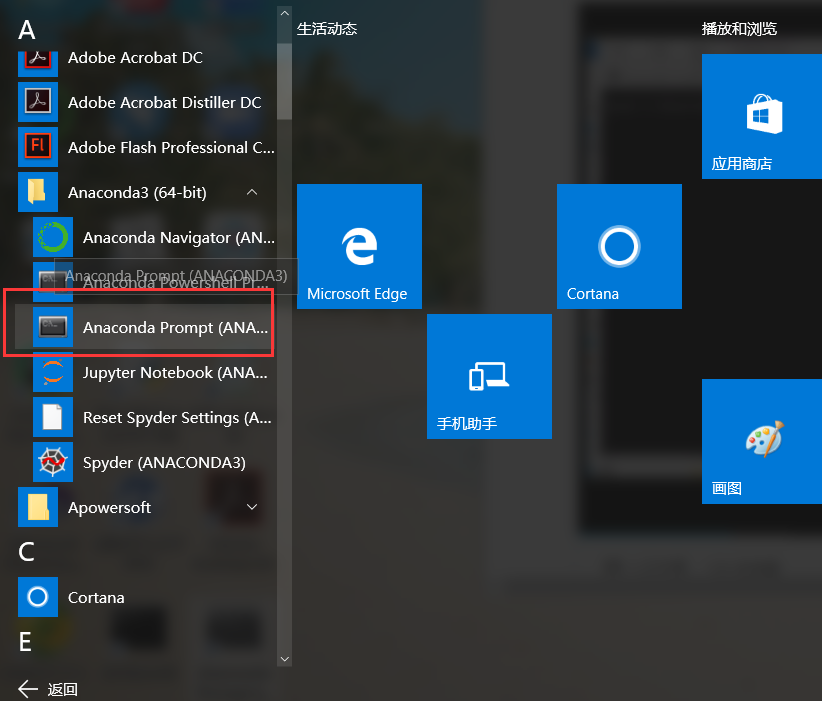 A
Adobe Acrobat DC
Adobe Acrobat Distiller DC
Adobe Flash Professional C...
Anaconda3 (64-bit)
Anaconda Navigator (AN...
Anaconda Prompt (ANACONDA3)
Anaconda Powershell Pr...
Anaconda Prompt (ANA...
Jupyter Notebook (ANA...
Reset Spyder Settings (A...
Spyder (ANACONDA3)
Apowersoft
C
Cortana
E
返回
生活动态
Microsoft Edge
Cortana
手机助手
播放和浏览
应用商店
画图